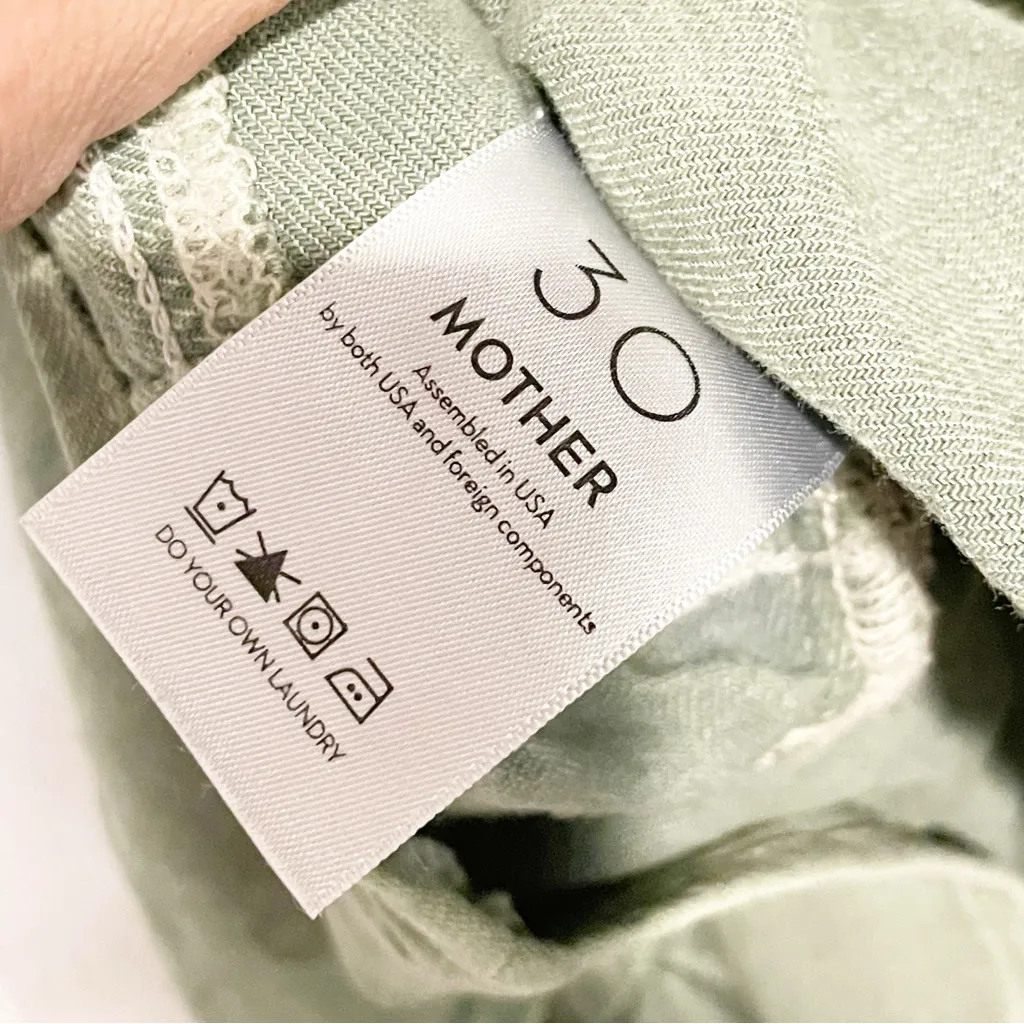 30
MOTHER
Assembled in USA
by both USA and foreign components
DO YOUR OWN LAUNDRY